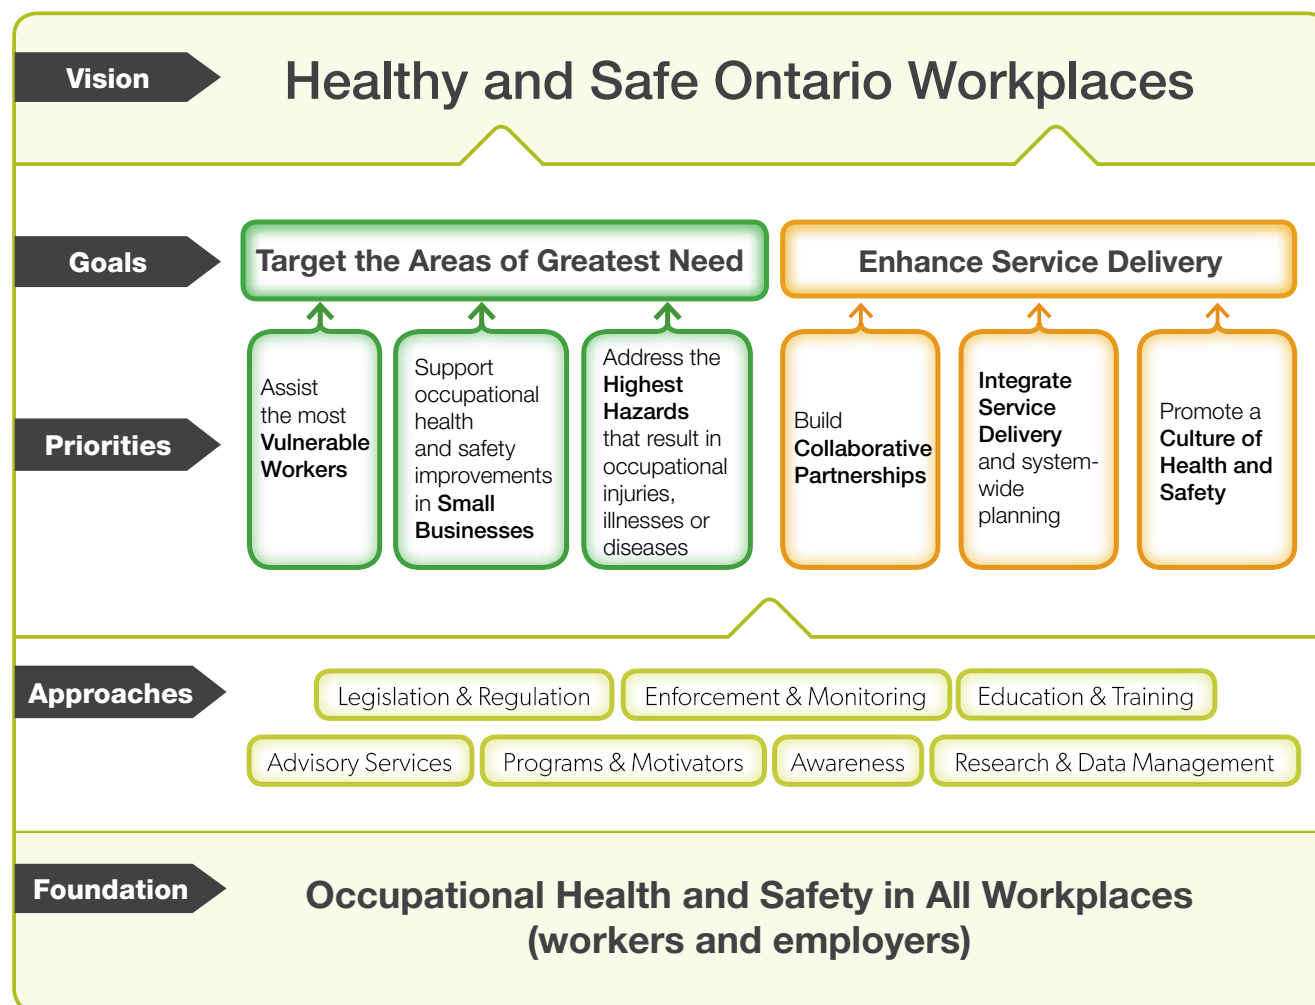 Vision
Healthy and Safe Ontario Workplaces
Goals
Target the Areas of Greatest Need
Enhance Service Delivery
Priorities
Assist
the most
Vulnerable
Workers
Support
occupational
health
and safety
improvements
in Small
Businesses
Address the
Highest
Hazards
that result in
occupational
injuries,
illnesses or
diseases
Build
Collaborative
Partnerships
Integrate
Service
Delivery
and system-
wide
planning
Promote a
Culture of
Health and
Safety
Approaches
Legislation & Regulation
Enforcement & Monitoring
Education & Training
Advisory Services
Programs & Motivators
Awareness
Research & Data Management
Foundation
Occupational Health and Safety in All Workplaces
(workers and employers)